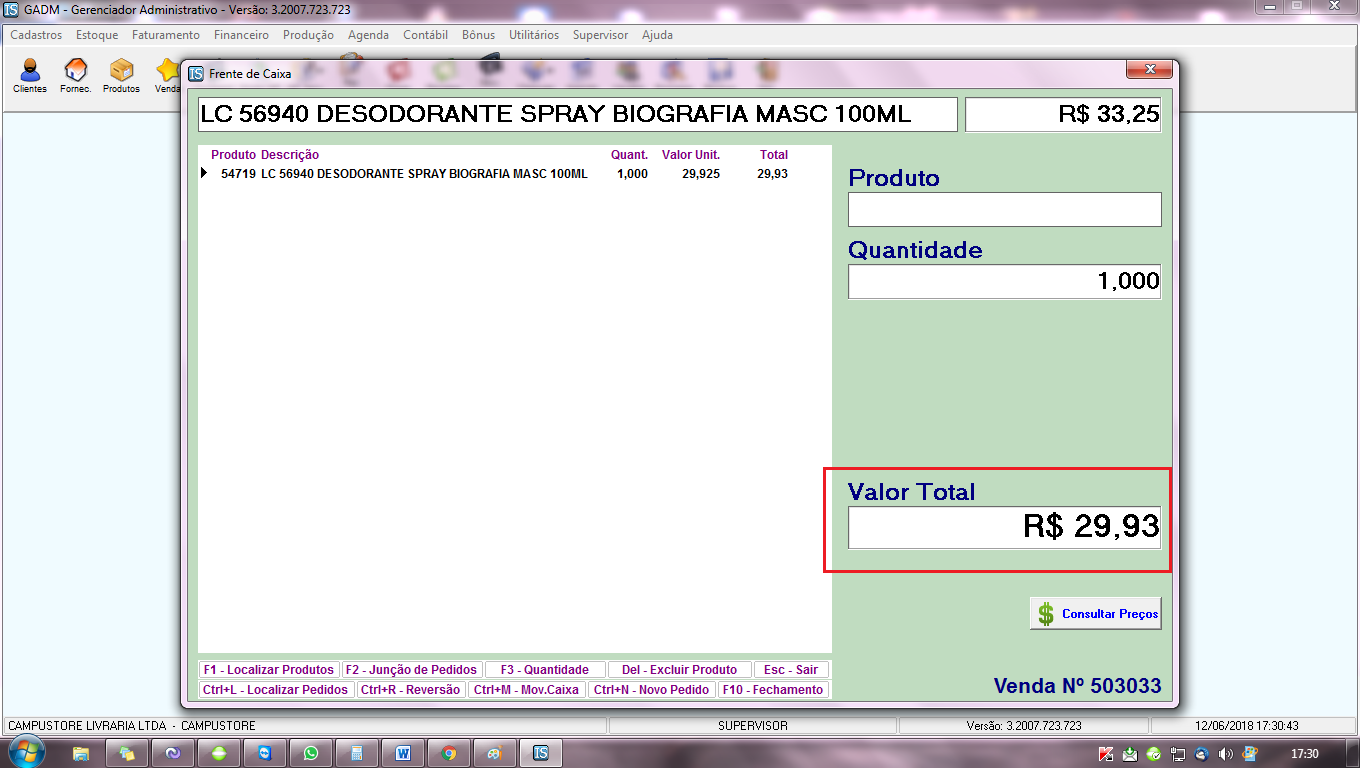 GADM - Gerenciador Administrativo - Versão: 3.2007.723.723
Cadastros Estoque Faturamento Financeiro Produção Agenda Contábil Bônus Utilitários Supervisor Ajuda
Clientes Fornec. Produtos Venda
Frente de Caixa
LC 56940 DESODORANTE SPRAY BIOGRAFIA MASC 100ML R$ 33,25
Produto Descrição Quant. Valor Unit. Total
54719 LC 56940 DESODORANTE SPRAY BIOGRAFIA MASC 100ML 1,000 29,925 29,93
Produto
Quantidade
1,000
Valor Total
R$ 29,93
$ Consultar Preços
F1 - Localizar Produtos F2 - Junção de Pedidos F3 - Quantidade Del - Excluir Produto Esc - Sair
Ctrl+L - Localizar Pedidos Ctrl+R - Reversão Ctrl+M - Mov.Caixa Ctrl+N - Novo Pedido F10 - Fechamento
Venda Nº 503033
CAMPUSTORE LIVRARIA LTDA - CAMPUSTORE SUPERVISOR Versão: 3.2007.723.723 12/06/2018 17:30:43
17:30